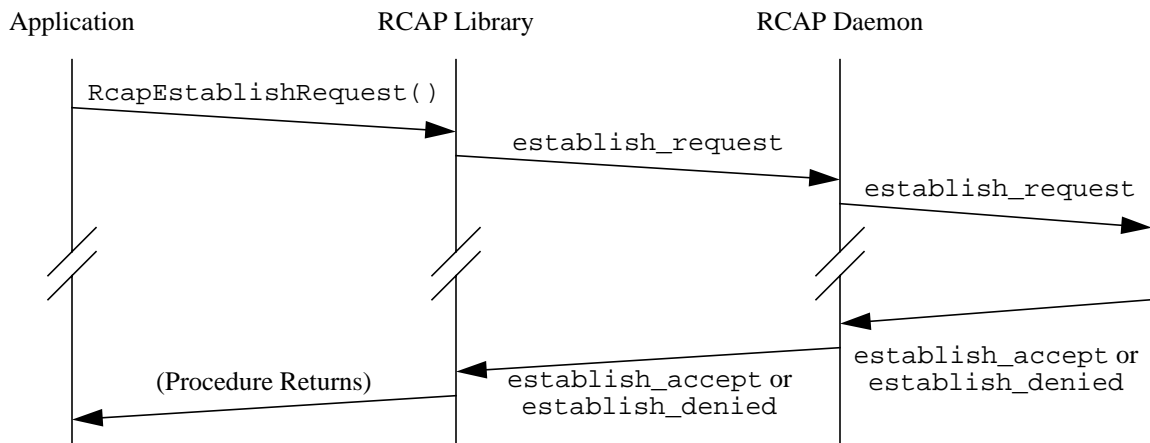 Application RCAP Library RCAP Daemon
RcapEstablishRequest()
establish_request
establish_request
establish_accept or
establish_denied
establish_accept or
establish_denied
(Procedure Returns)